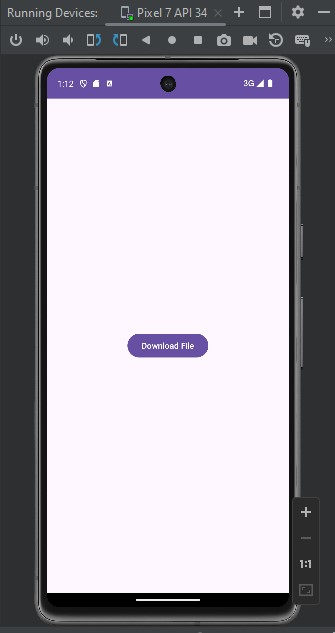 Running Devices: Pixel 7 API 34
1:12 3G
Download File
1:1